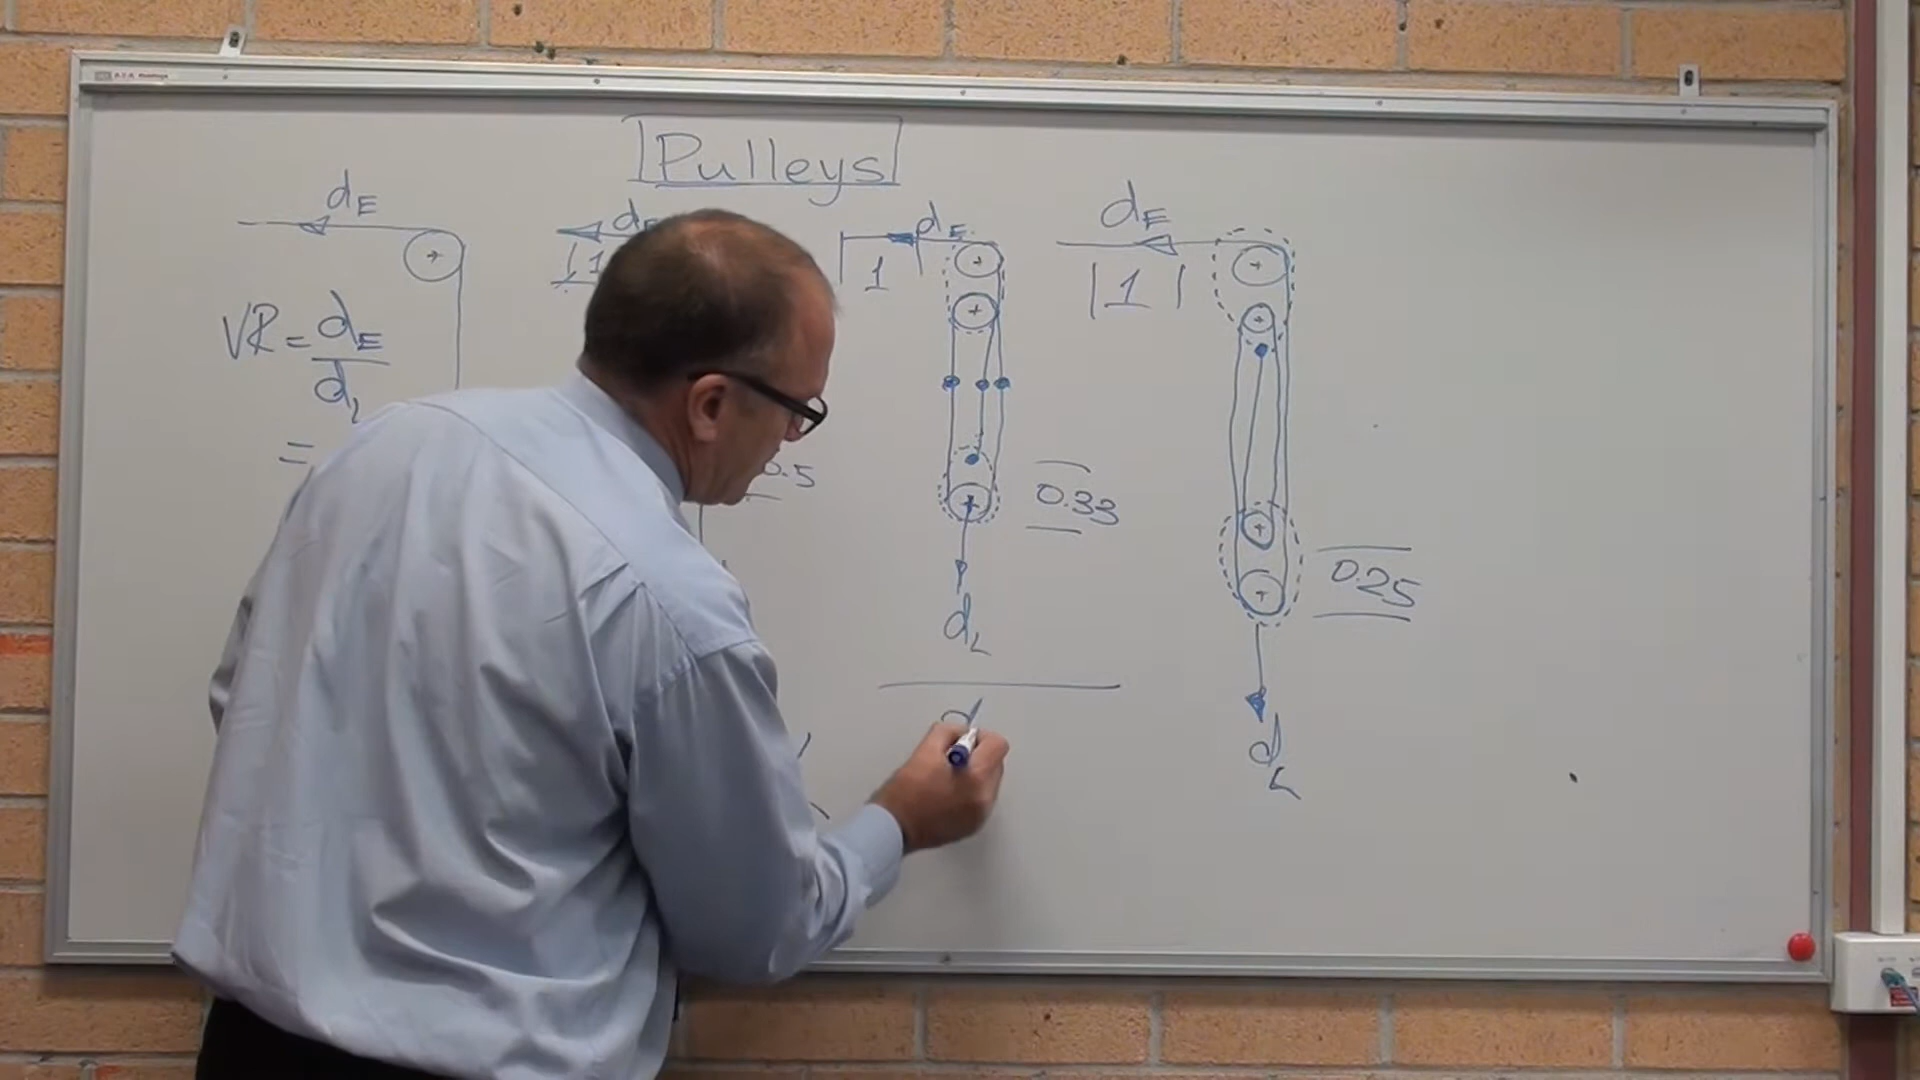 Pulleys
dE
VR = dE
dL
=
dE
1
0.5
dE
1
0.33
dL
d
dE
1
0.25
dL